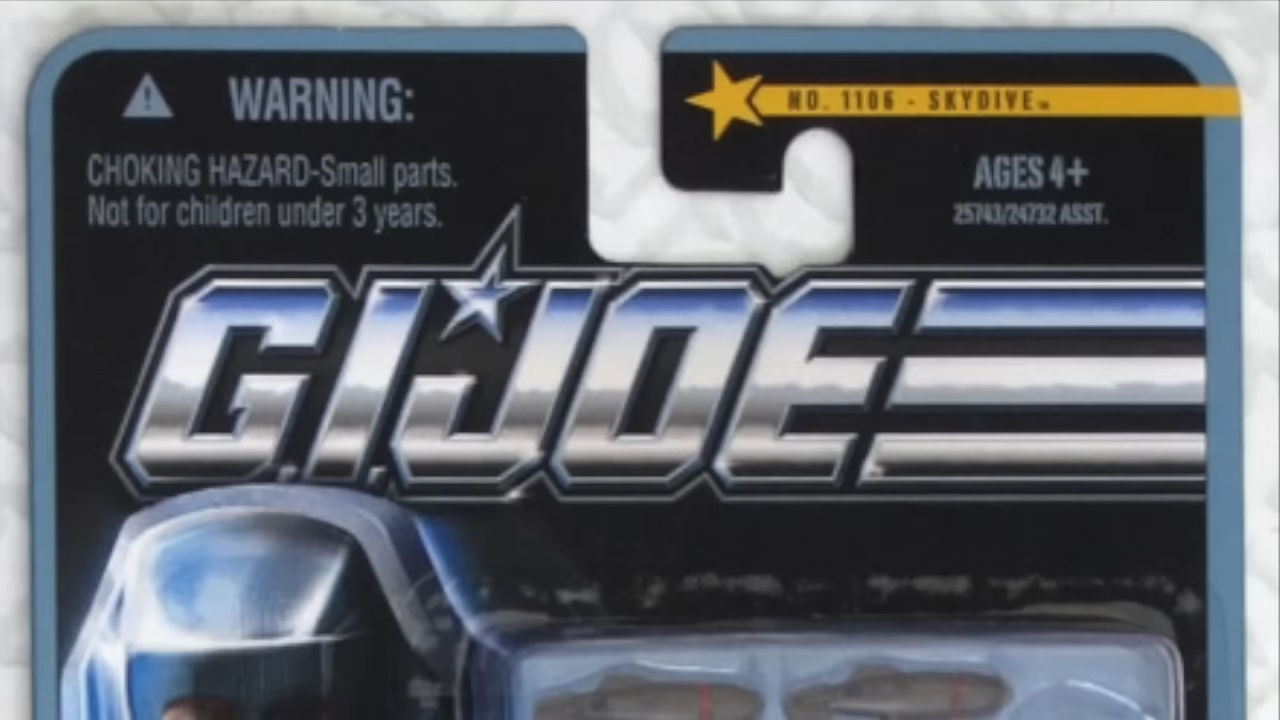 WARNING:
CHOKING HAZARD-Small parts.
Not for children under 3 years.
NO. 1106 - SKYDIVE™
AGES 4+
25743/24732 ASST.
G.I.JOE